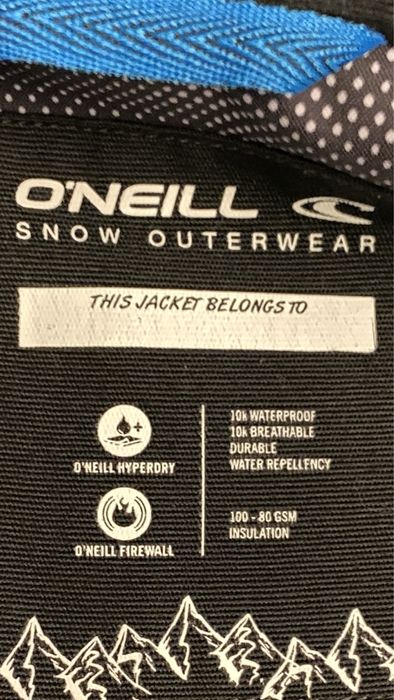 O'NEILL
SNOW OUTERWEAR
THIS JACKET BELONGS TO
O'NEILL HYPERDRY
10k WATERPROOF
10k BREATHABLE
DURABLE
WATER REPELLENCY
O'NEILL FIREWALL
100 - 80 GSM
INSULATION